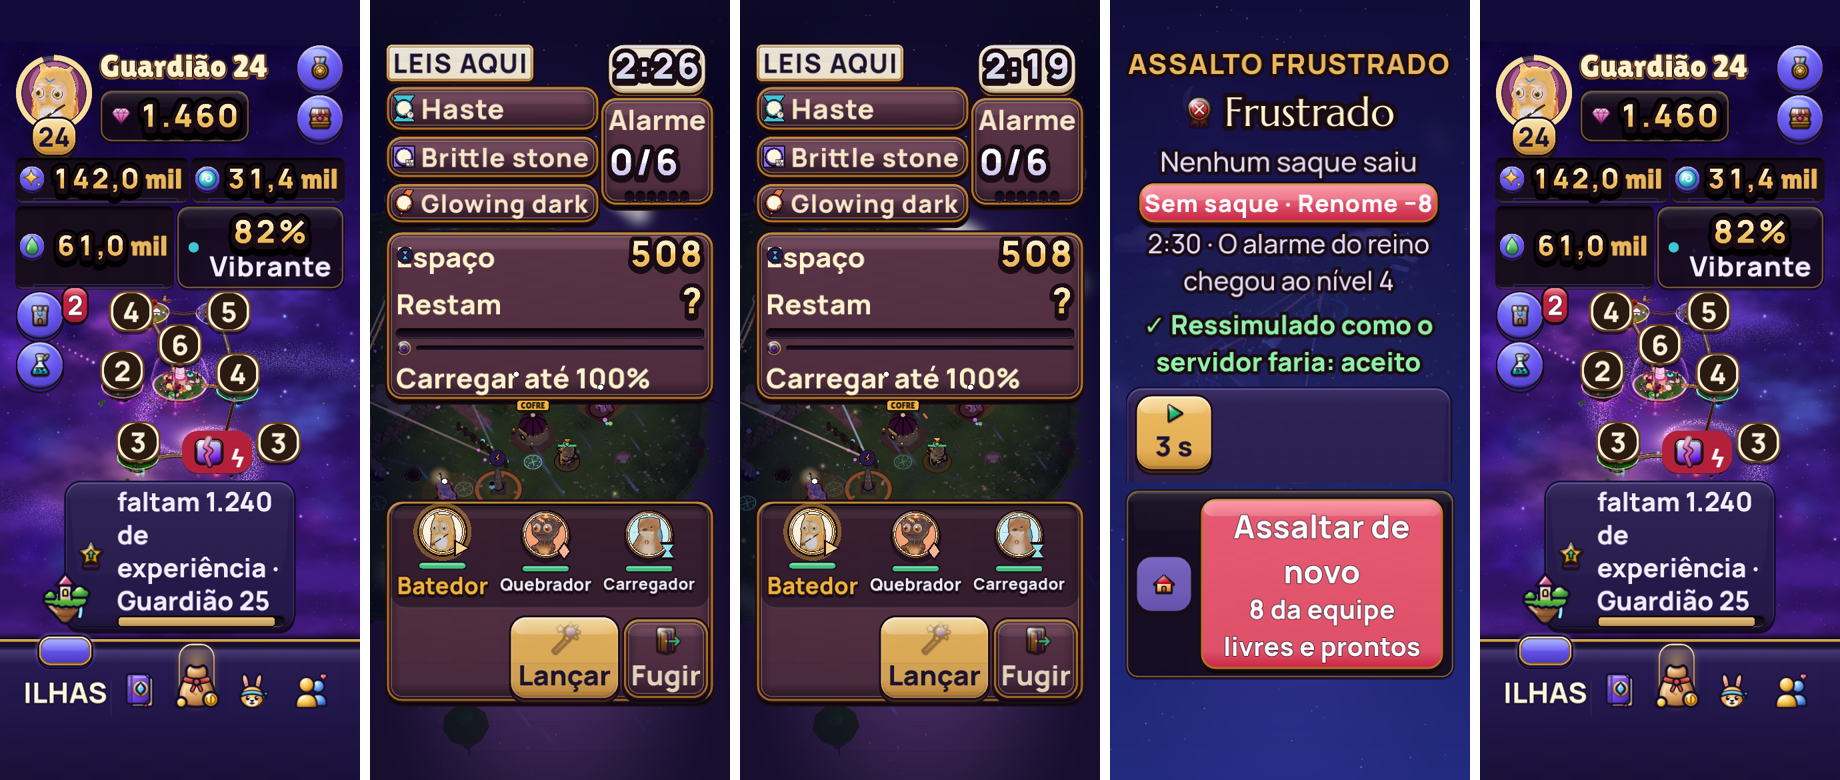 Guardião 24
1.460
24
142,0 mil
31,4 mil
61,0 mil
82%
Vibrante
2
4
5
6
2
4
3
4
3
faltam 1.240
de
experiência ·
Guardião 25
ILHAS
LEIS AQUI
2:26
Haste
Alarme
0/6
Brittle stone
Glowing dark
Espaço
508
Restam
?
Carregar até 100%
COFRE
Batedor
Quebrador
Carregador
Lançar
Fugir
LEIS AQUI
2:19
Haste
Alarme
0/6
Brittle stone
Glowing dark
Espaço
508
Restam
?
Carregar até 100%
COFRE
Batedor
Quebrador
Carregador
Lançar
Fugir
ASSALTO FRUSTRADO
Frustrado
Nenhum saque saiu
Sem saque · Renome −8
2:30 · O alarme do reino
chegou ao nível 4
✓ Ressimulado como o
servidor faria: aceito
3 s
Assaltar de
novo
8 da equipe
livres e prontos
Guardião 24
1.460
24
142,0 mil
31,4 mil
61,0 mil
82%
Vibrante
2
4
5
6
2
4
3
4
3
faltam 1.240
de
experiência ·
Guardião 25
ILHAS